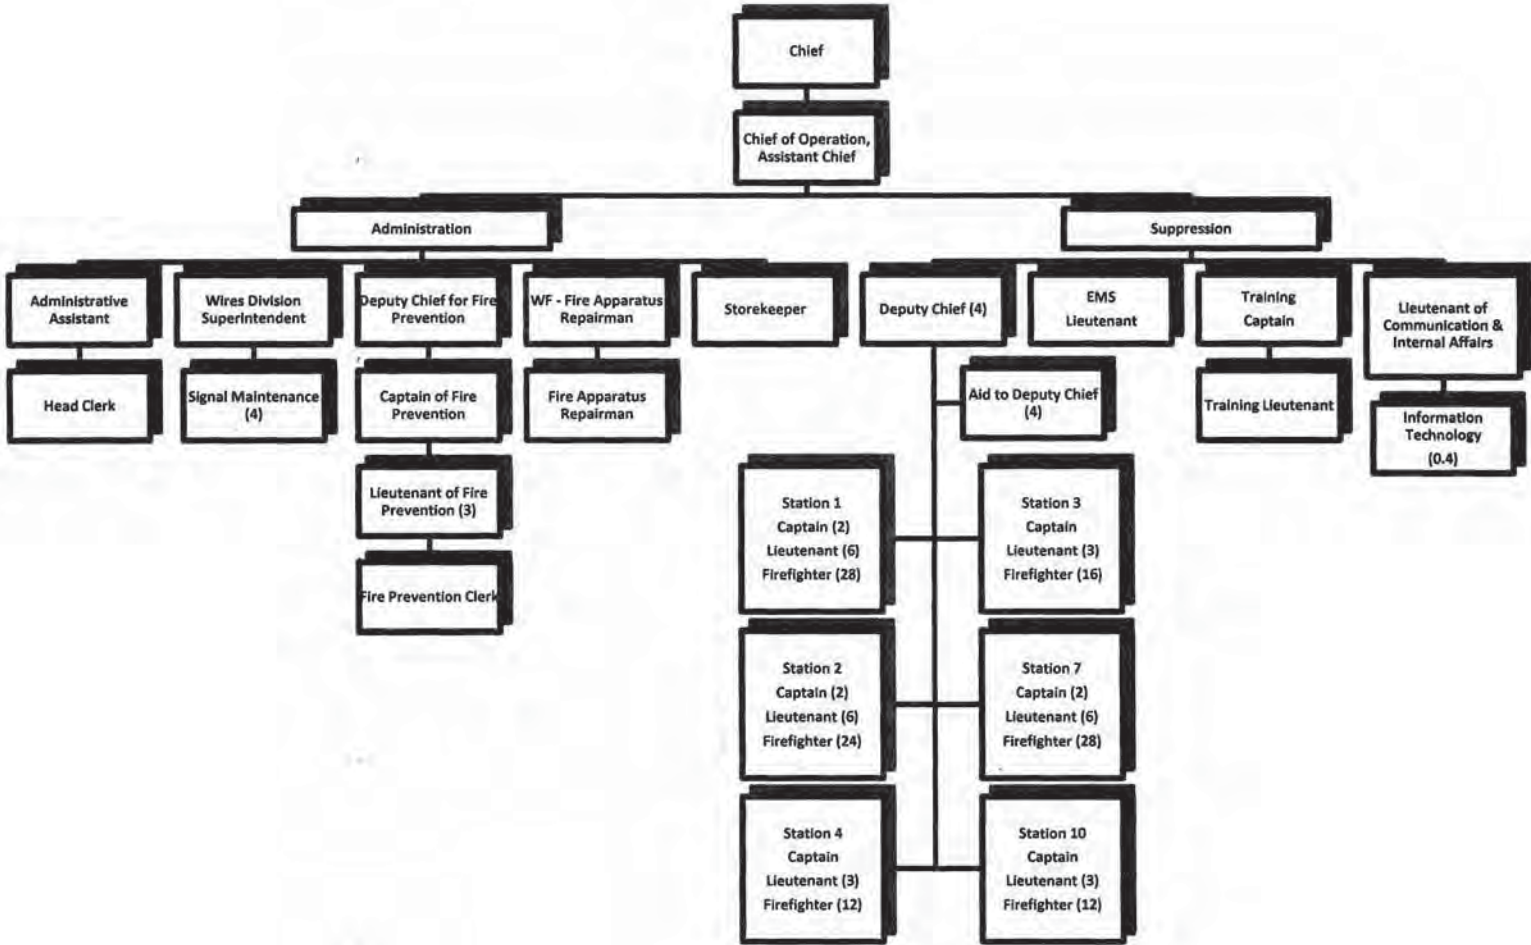 Chief
Chief of Operation,
Assistant Chief
Administration
Suppression
Administrative
Assistant
Wires Division
Superintendent
Deputy Chief for Fire
Prevention
WF - Fire Apparatus
Repairman
Storekeeper
Deputy Chief (4)
EMS
Lieutenant
Training
Captain
Lieutenant of
Communication &
Internal Affairs
Head Clerk
Signal Maintenance
(4)
Captain of Fire
Prevention
Fire Apparatus
Repairman
Aid to Deputy Chief
(4)
Training Lieutenant
Information
Technology
(0.4)
Lieutenant of Fire
Prevention (3)
Fire Prevention Clerk
Station 1
Captain (2)
Lieutenant (6)
Firefighter (28)
Station 3
Captain
Lieutenant (3)
Firefighter (16)
Station 2
Captain (2)
Lieutenant (6)
Firefighter (24)
Station 7
Captain (2)
Lieutenant (6)
Firefighter (28)
Station 4
Captain
Lieutenant (3)
Firefighter (12)
Station 10
Captain
Lieutenant (3)
Firefighter (12)